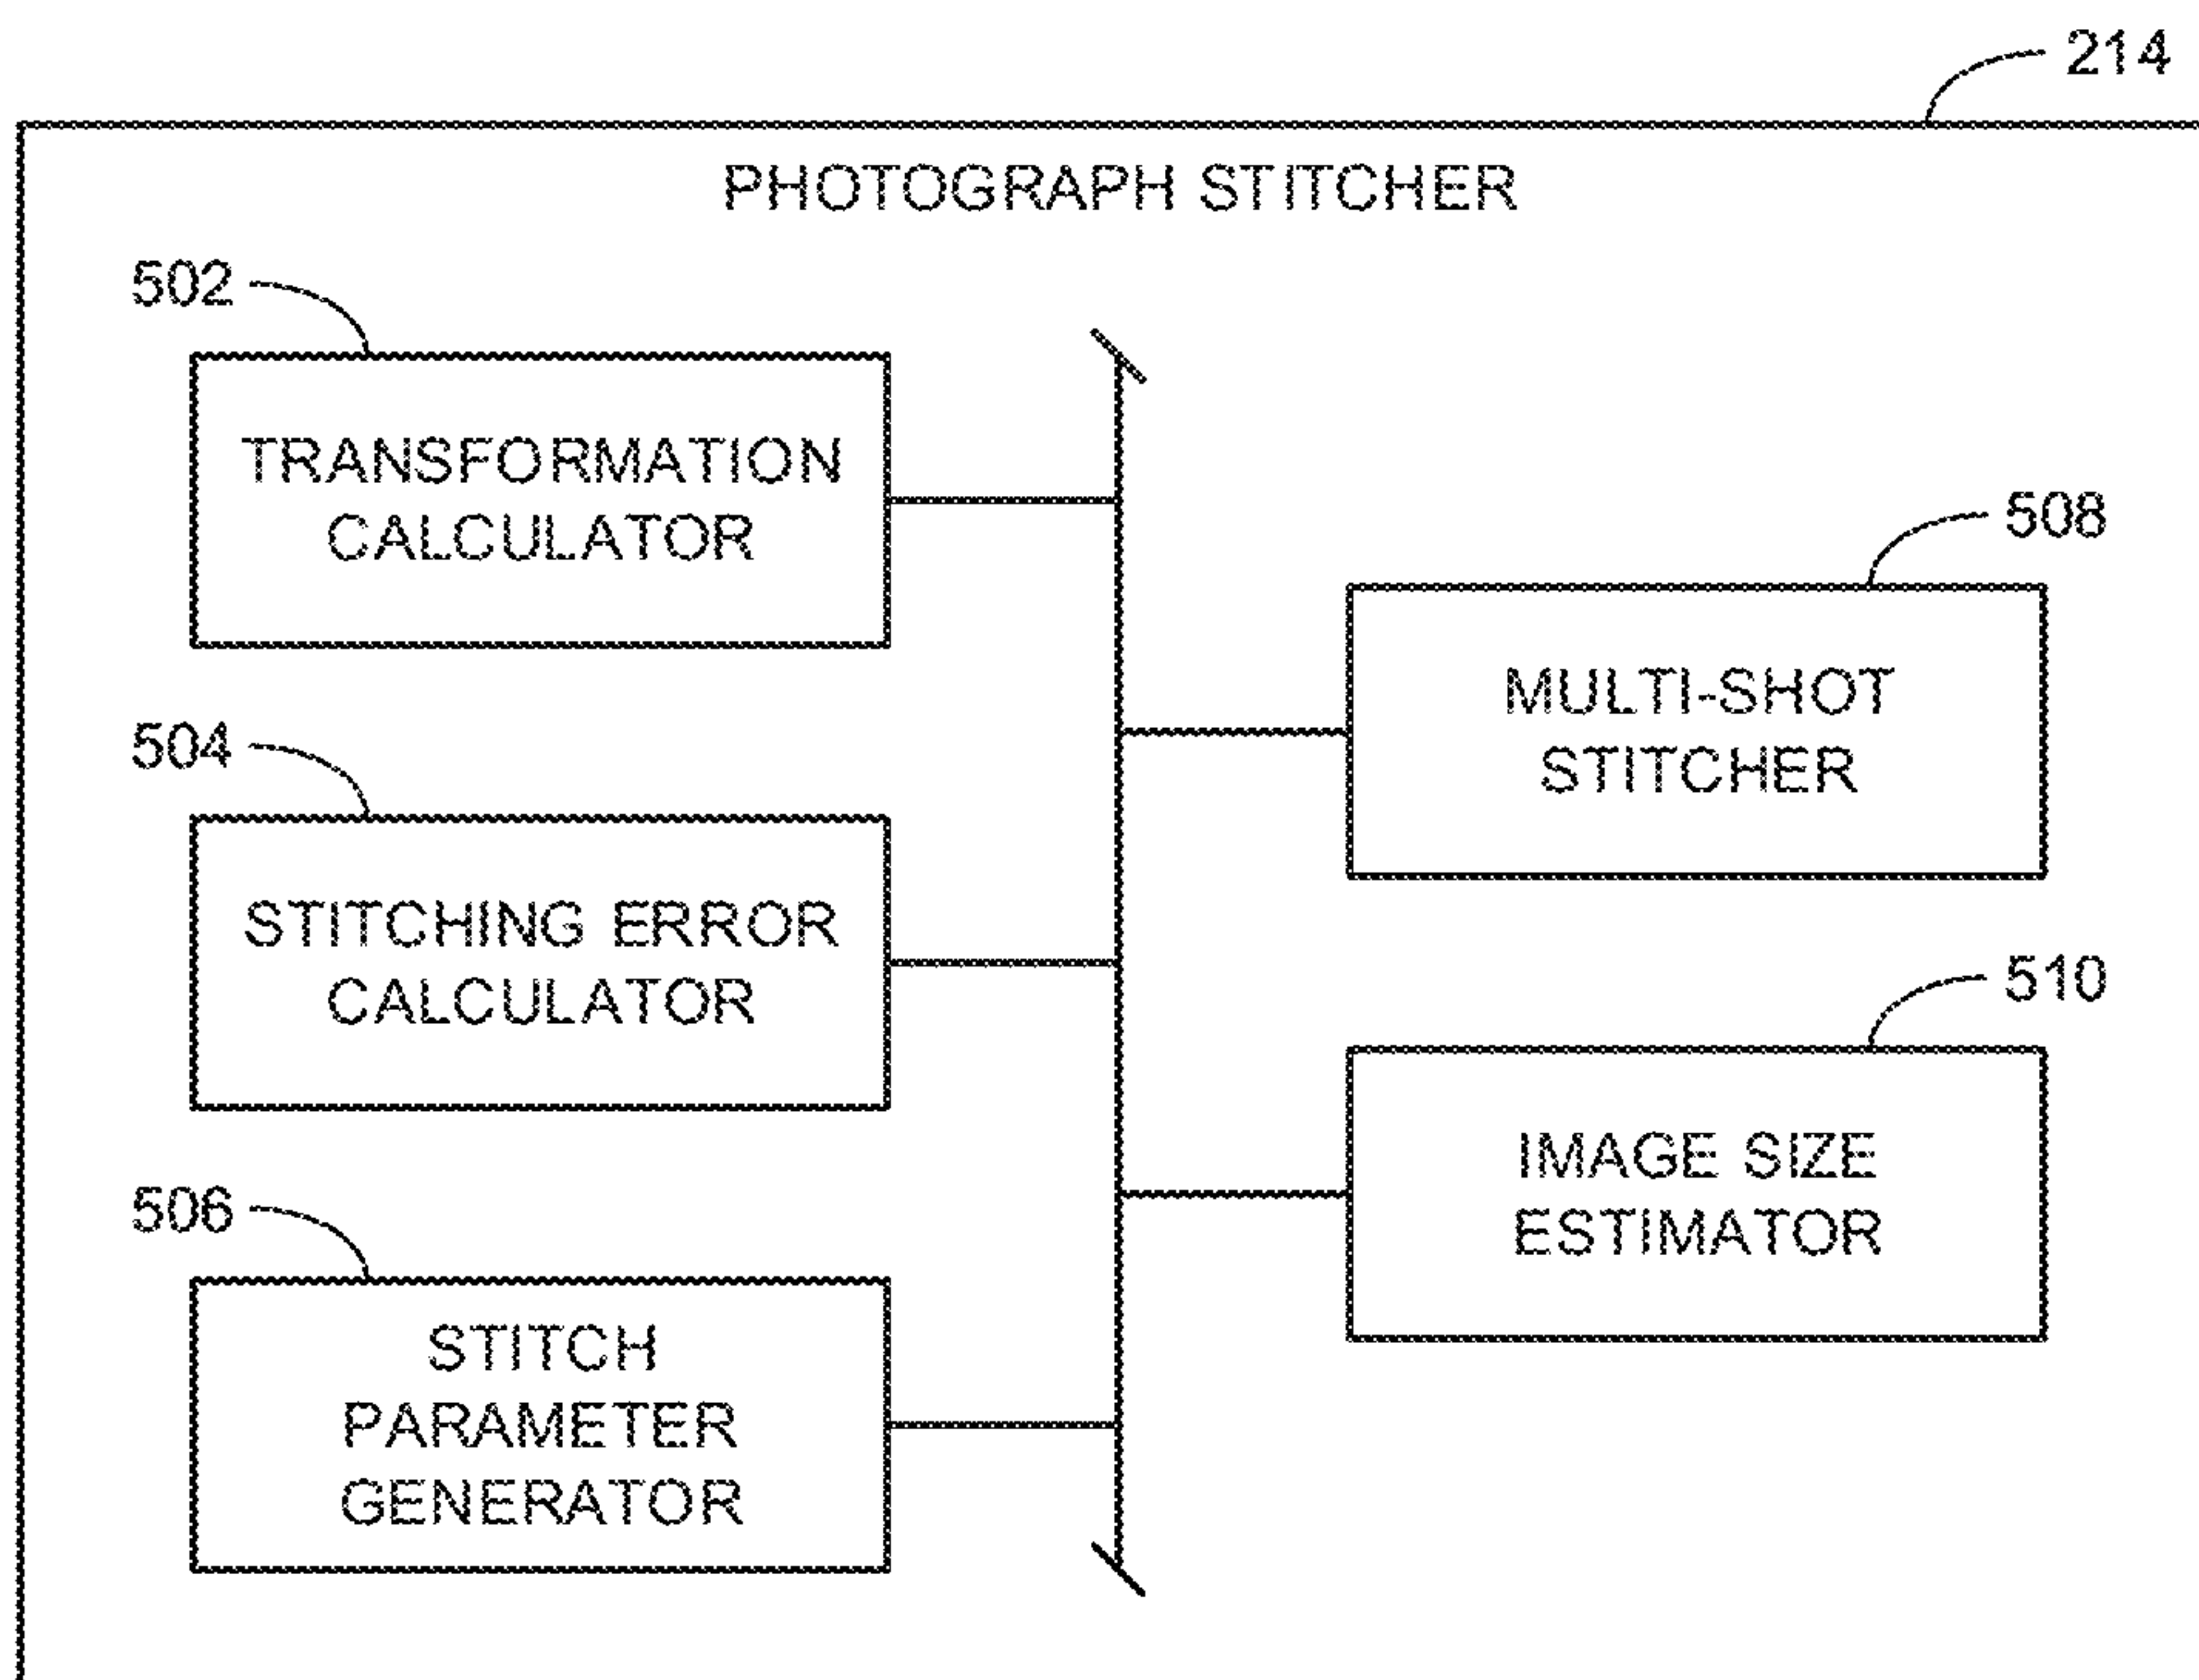 214
PHOTOGRAPH STITCHER
502
TRANSFORMATION
CALCULATOR
508
MULTI-SHOT
STITCHER
504
STITCHING ERROR
CALCULATOR
510
IMAGE SIZE
ESTIMATOR
506
STITCH
PARAMETER
GENERATOR